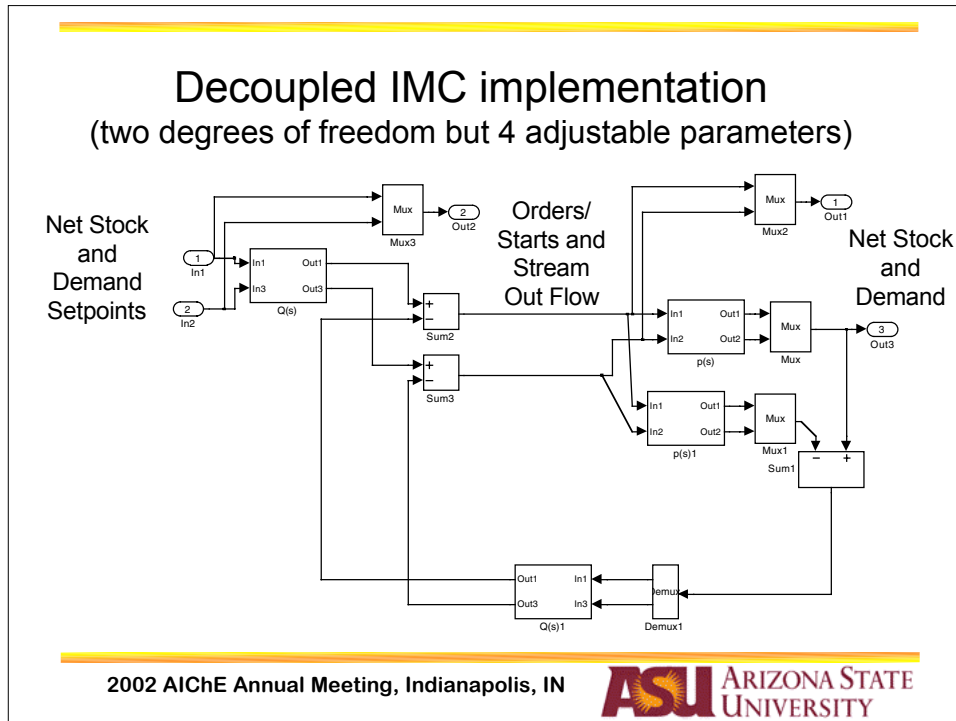 Decoupled IMC implementation
(two degrees of freedom but 4 adjustable parameters)
Net Stock
and
Demand
Setpoints
1
In1
2
In2
In1
In3
Out1
Out3
Q(s)
Mux
Mux3
2
Out2
Orders/
Starts and
Stream
Out Flow
+
−
Sum2
+
−
Sum3
Mux
Mux2
1
Out1
Net Stock
and
Demand
In1
In2
Out1
Out2
p(s)
Mux
Mux
3
Out3
In1
In2
Out1
Out2
p(s)1
Mux
Mux1
− +
Sum1
Out1
Out3
In1
In3
Q(s)1
Demux
Demux1
2002 AIChE Annual Meeting, Indianapolis, IN
ASU
ARIZONA STATE
UNIVERSITY